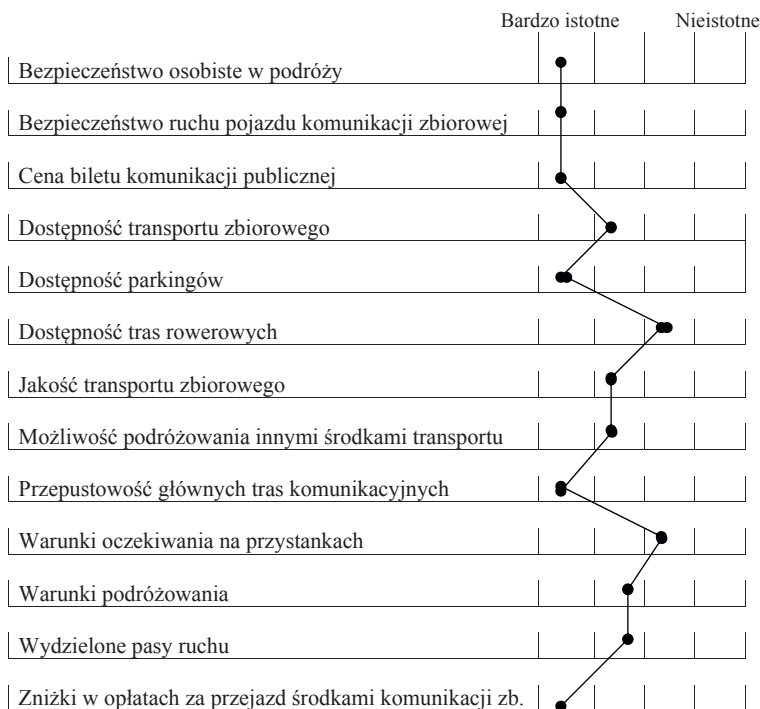 Bardzo istotne Nieistotne
Bezpieczeństwo osobiste w podróży
Bezpieczeństwo ruchu pojazdu komunikacji zbiorowej
Cena biletu komunikacji publicznej
Dostępność transportu zbiorowego
Dostępność parkingów
Dostępność tras rowerowych
Jakość transportu zbiorowego
Możliwość podróżowania innymi środkami transportu
Przepustowość głównych tras komunikacyjnych
Warunki oczekiwania na przystankach
Warunki podróżowania
Wydzielone pasy ruchu
Zniżki w opłatach za przejazd środkami komunikacji zb.